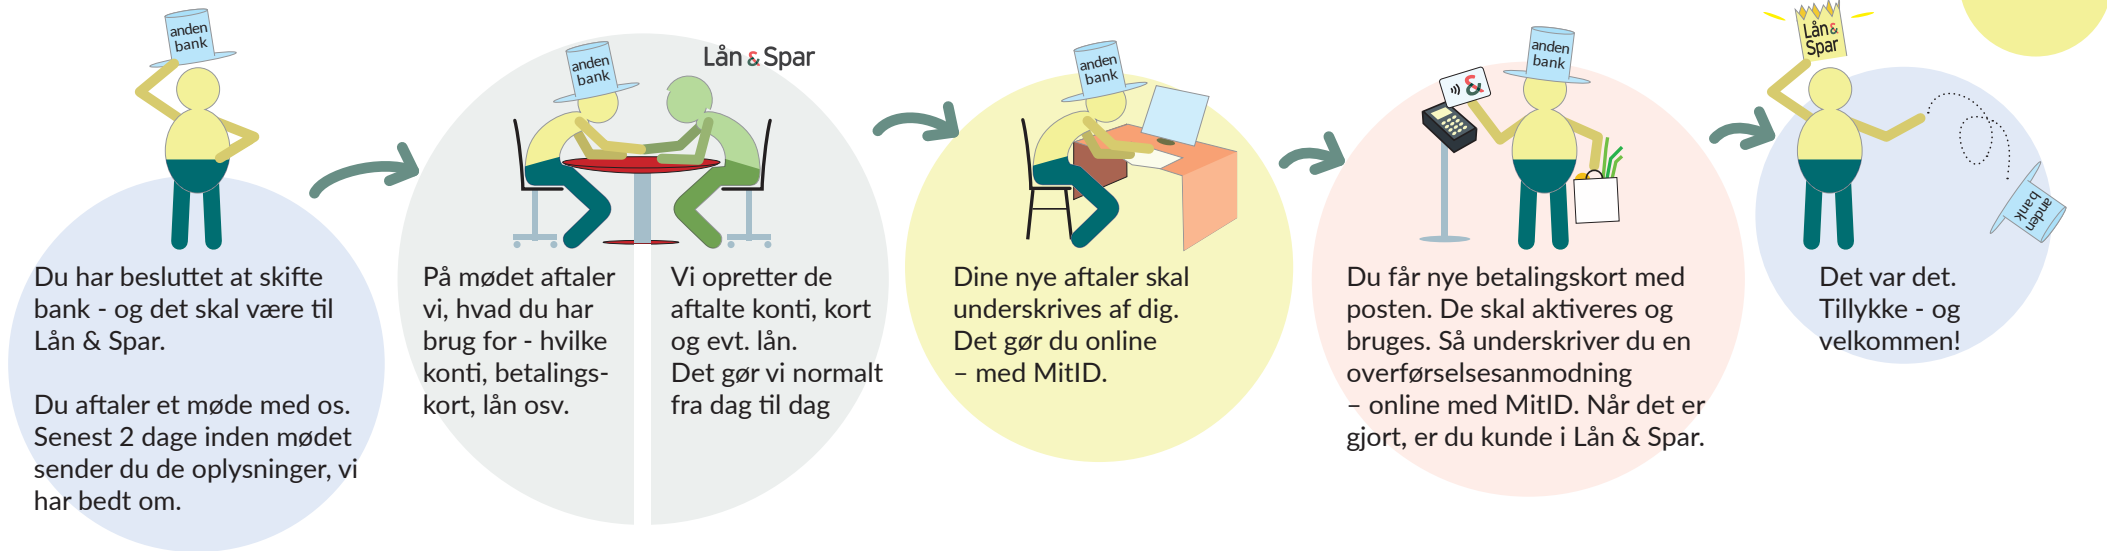 anden
bank
Du har besluttet at skifte
bank - og det skal være til
Lån & Spar.
Du aftaler et møde med os.
Senest 2 dage inden mødet
sender du de oplysninger, vi
har bedt om.
anden
bank
Lån & Spar
På mødet aftaler
vi, hvad du har
brug for - hvilke
konti, betalings-
kort, lån osv.
Vi opretter de
aftalte konti, kort
og evt. lån.
Det gør vi normalt
fra dag til dag
anden
bank
Dine nye aftaler skal
underskrives af dig.
Det gør du online
– med MitID.
&
anden
bank
Du får nye betalingskort med
posten. De skal aktiveres og
bruges. Så underskriver du en
overførselsesanmodning
– online med MitID. Når det er
gjort, er du kunde i Lån & Spar.
Lån &
Spar
anden
bank
Det var det.
Tillykke - og
velkommen!